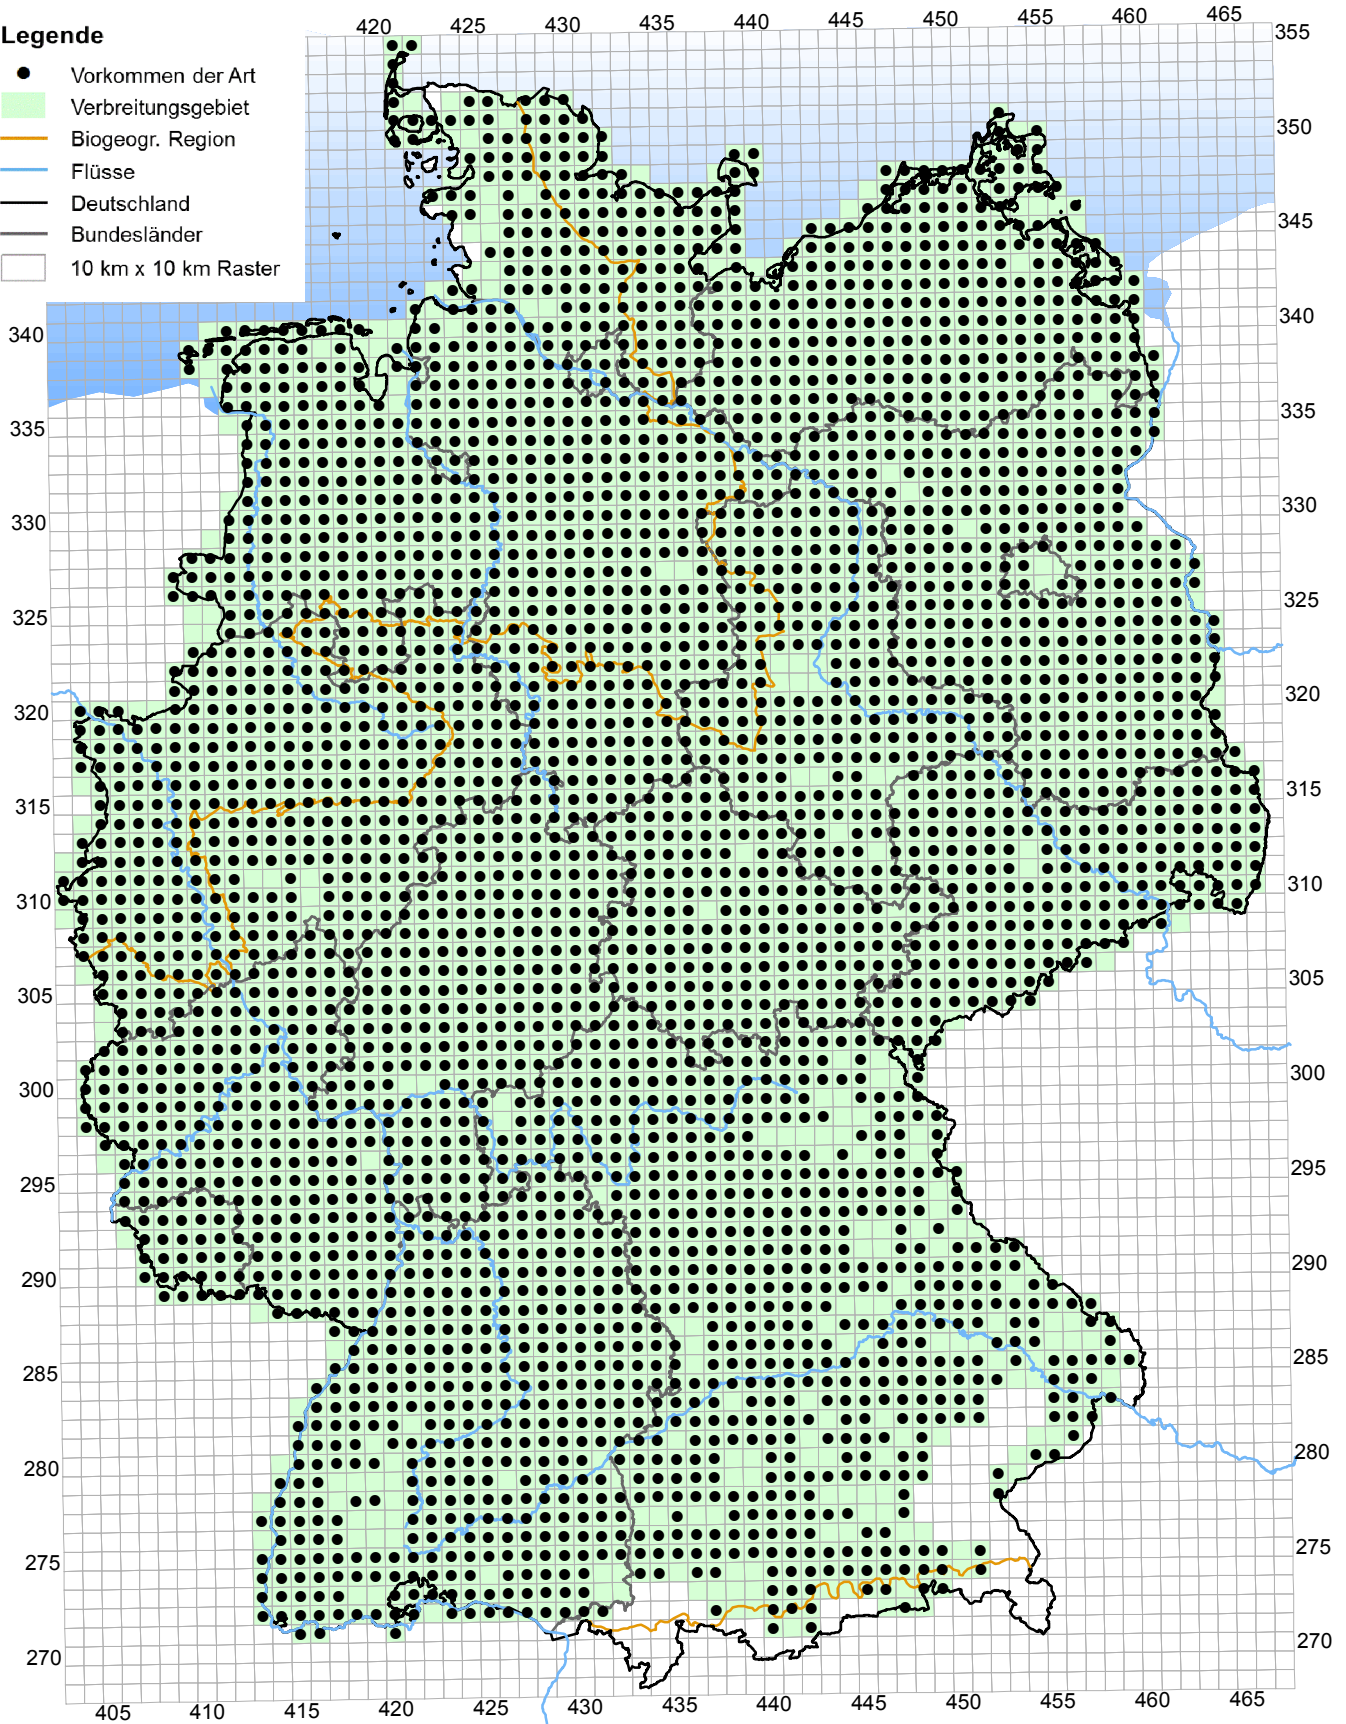 Legende
Vorkommen der Art
Verbreitungsgebiet
Biogeogr. Region
Flüsse
Deutschland
Bundesländer
10 km x 10 km Raster
420 425 430 435 440 445 450 455 460 465
355
350
345
340 340
335 335
330 330
325 325
320 320
315 315
310 310
305 305
300 300
295 295
290 290
285 285
280 280
275 275
270 270
405 410 415 420 425 430 435 440 445 450 455 460 465